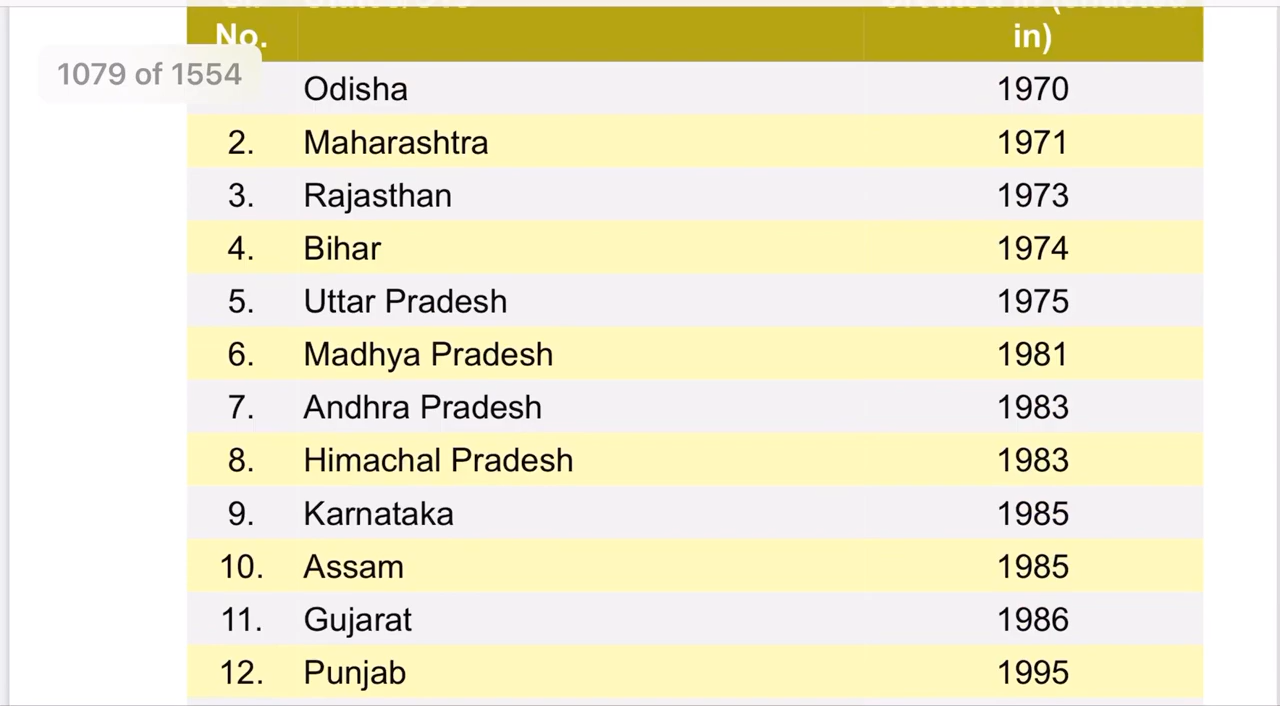 No.
in)
1079 of 1554
Odisha 1970
2. Maharashtra 1971
3. Rajasthan 1973
4. Bihar 1974
5. Uttar Pradesh 1975
6. Madhya Pradesh 1981
7. Andhra Pradesh 1983
8. Himachal Pradesh 1983
9. Karnataka 1985
10. Assam 1985
11. Gujarat 1986
12. Punjab 1995